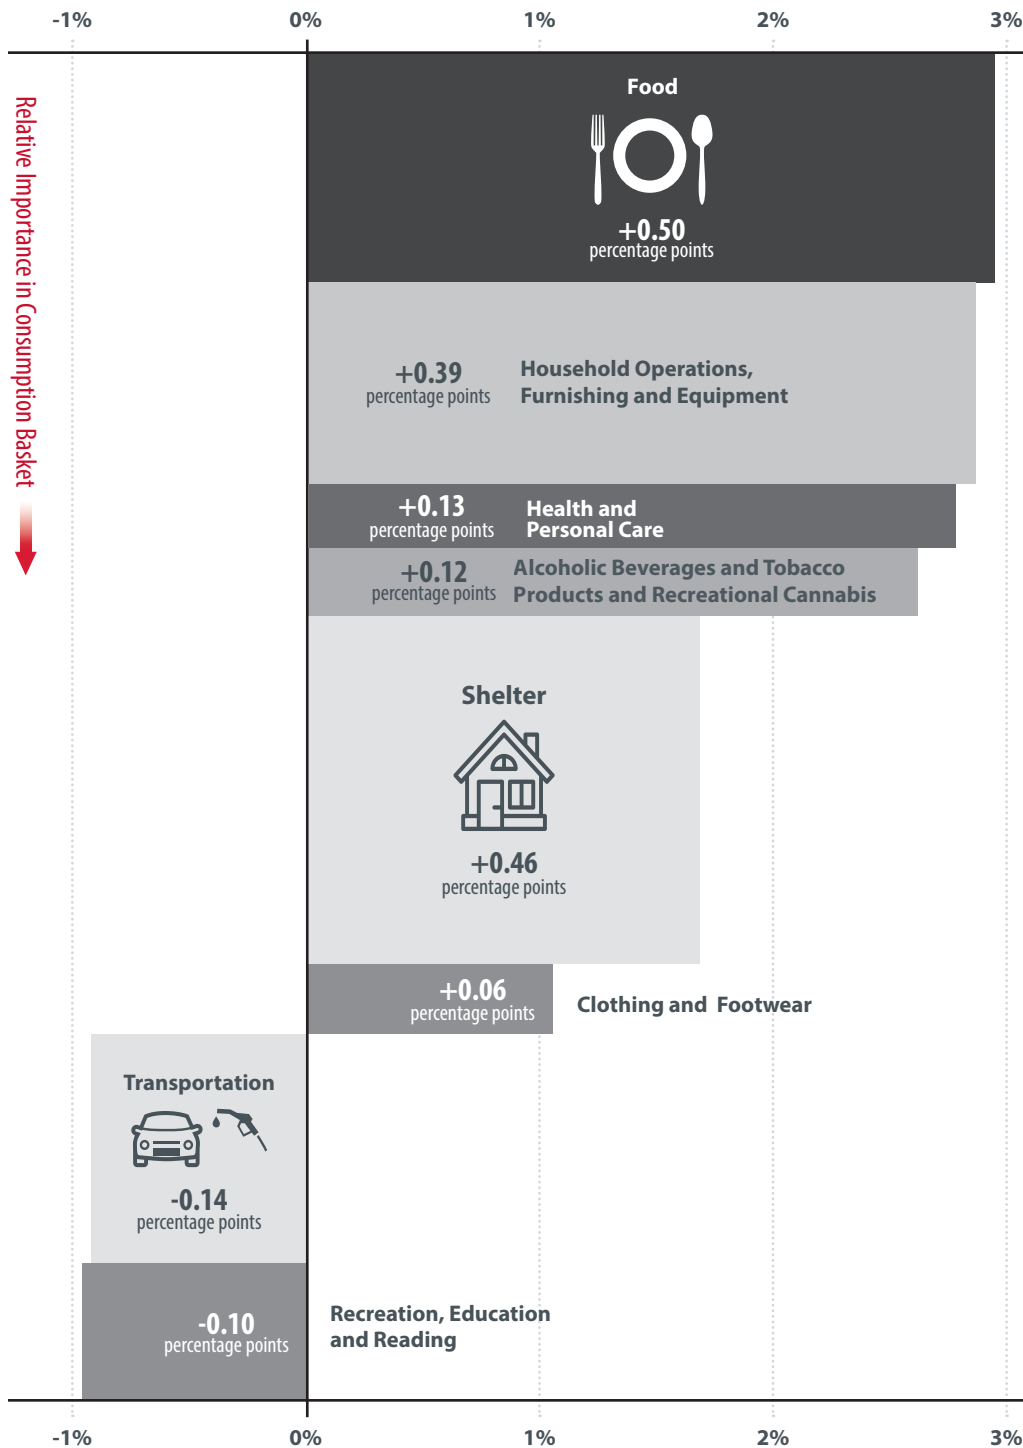 -1% 0% 1% 2% 3%
Relative Importance in Consumption Basket
Food
+0.50
percentage points
+0.39
percentage points
Household Operations,
Furnishing and Equipment
+0.13
percentage points
Health and
Personal Care
+0.12
percentage points
Alcoholic Beverages and Tobacco
Products and Recreational Cannabis
Shelter
+0.46
percentage points
+0.06
percentage points
Clothing and Footwear
Transportation
-0.14
percentage points
-0.10
percentage points
Recreation, Education
and Reading
-1% 0% 1% 2% 3%